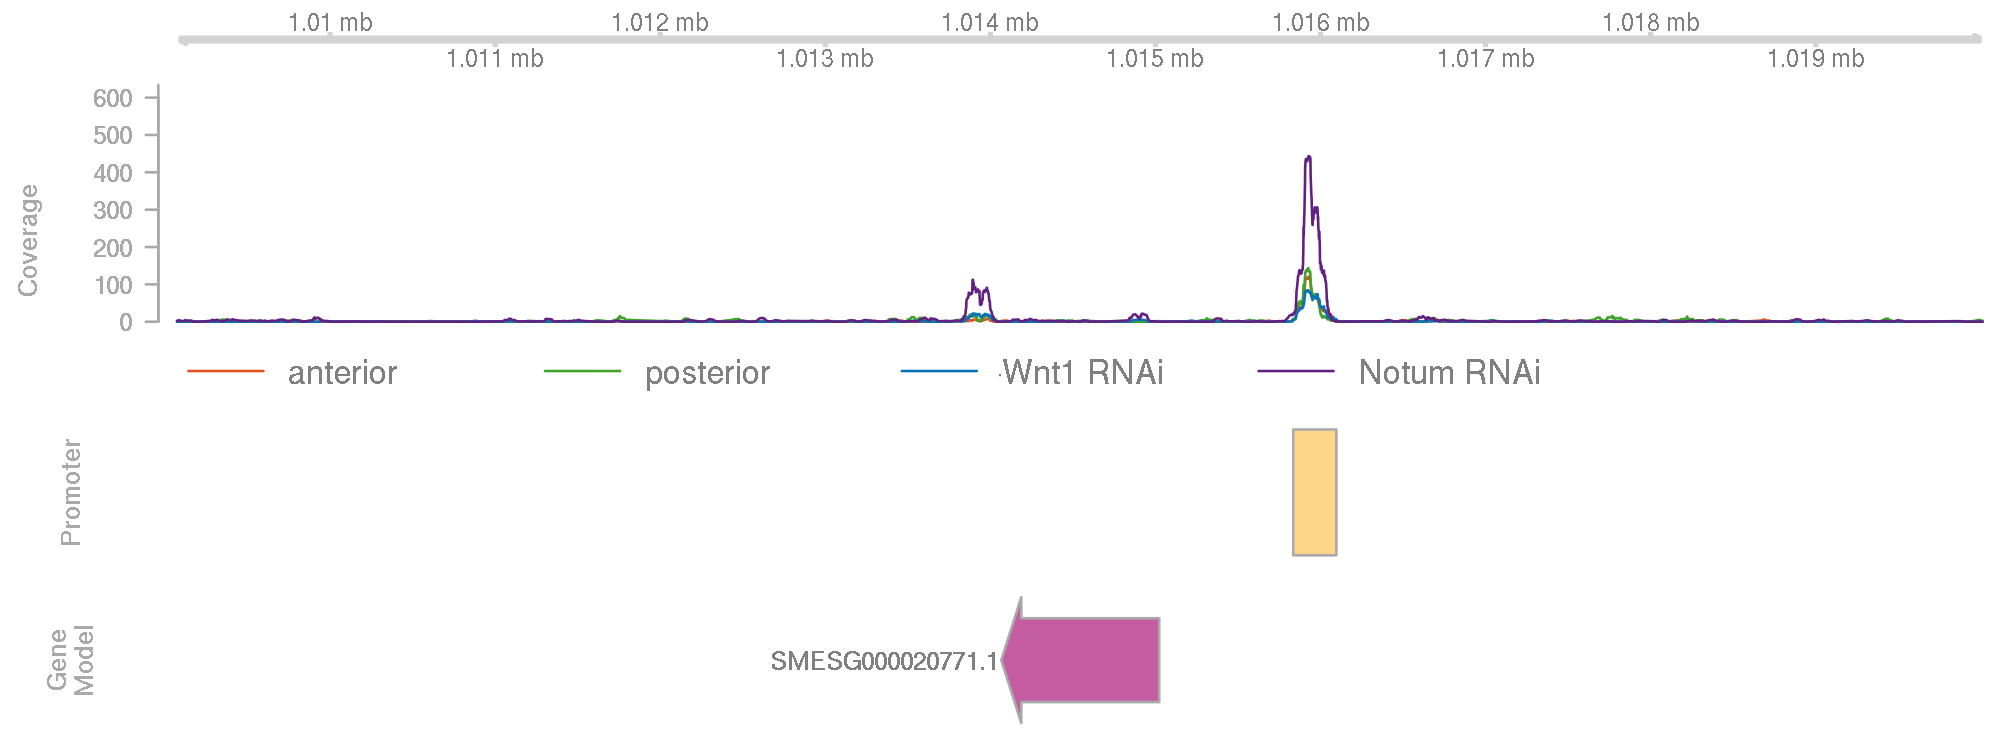 1.01 mb 1.012 mb 1.014 mb 1.016 mb 1.018 mb
1.011 mb 1.013 mb 1.015 mb 1.017 mb 1.019 mb
Coverage
600
500
400
300
200
100
0
anterior posterior Wnt1 RNAi Notum RNAi
Promoter
Gene
Model
SMESG000020771.1